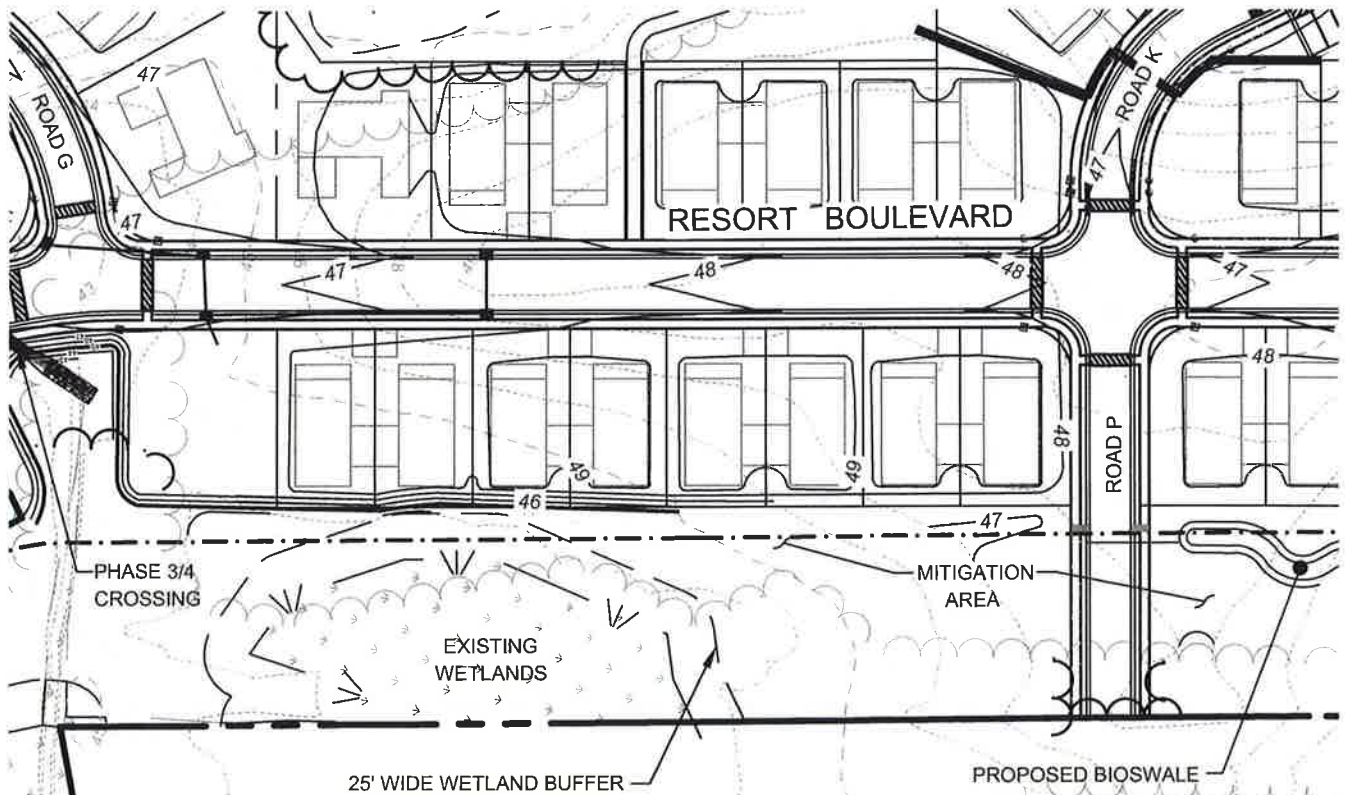 47
ROAD G
47
ROAD K
47
RESORT BOULEVARD
47
48
48
47
43
48
48
ROAD P
49
49
46
47
PHASE 3/4
CROSSING
MITIGATION
AREA
EXISTING
WETLANDS
25' WIDE WETLAND BUFFER
PROPOSED BIOSWALE